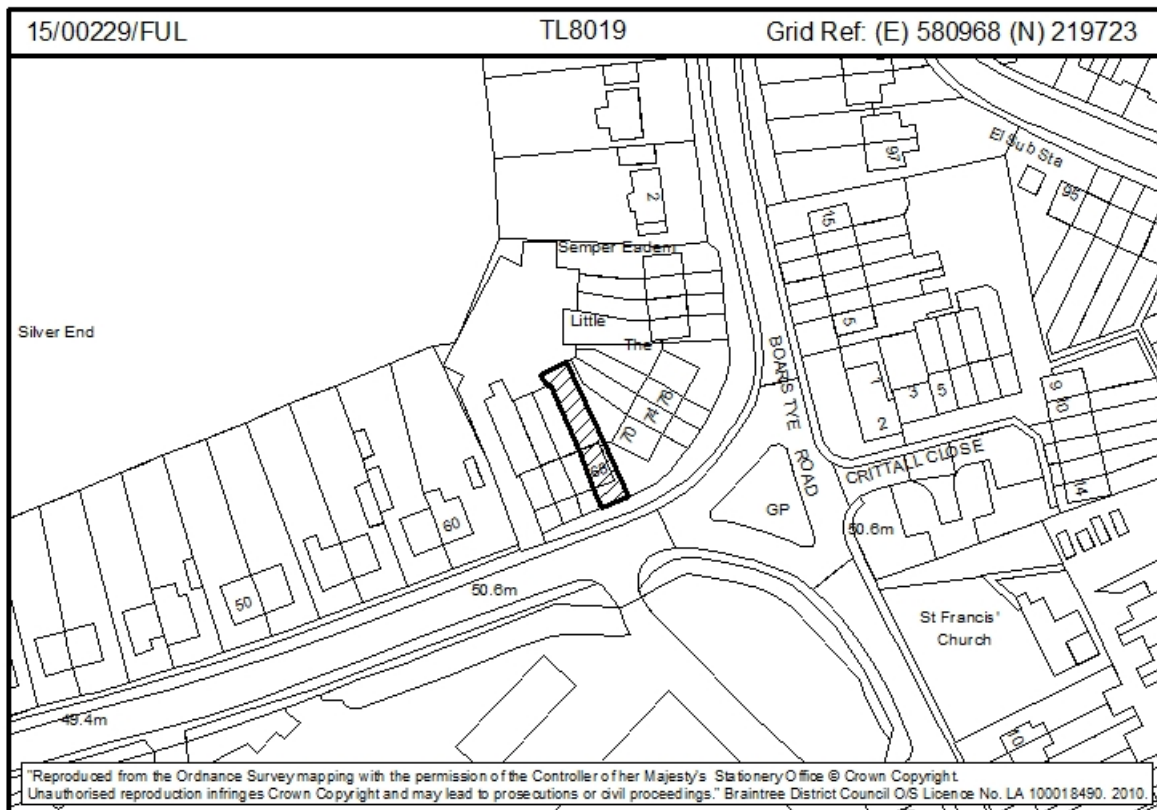 15/00229/FUL TL8019 Grid Ref: (E) 580968 (N) 219723
El Sub Sta
97
95
2
15
Semper Eadem
Silver End
Little
The
5
BOARS TYE ROAD
1
3 5
9
10
76
74
70
2
68
CRITTALL CLOSE
14
GP
50.6m
60
50.6m
50
St Francis'
Church
49.4m
10
"Reproduced from the Ordnance Survey mapping with the permission of the Controller of her Majesty's Stationery Office © Crown Copyright.
Unauthorised reproduction infringes Crown Copyright and may lead to prosecutions or civil proceedings." Braintree District Council O/S Licence No. LA 100018490. 2010.